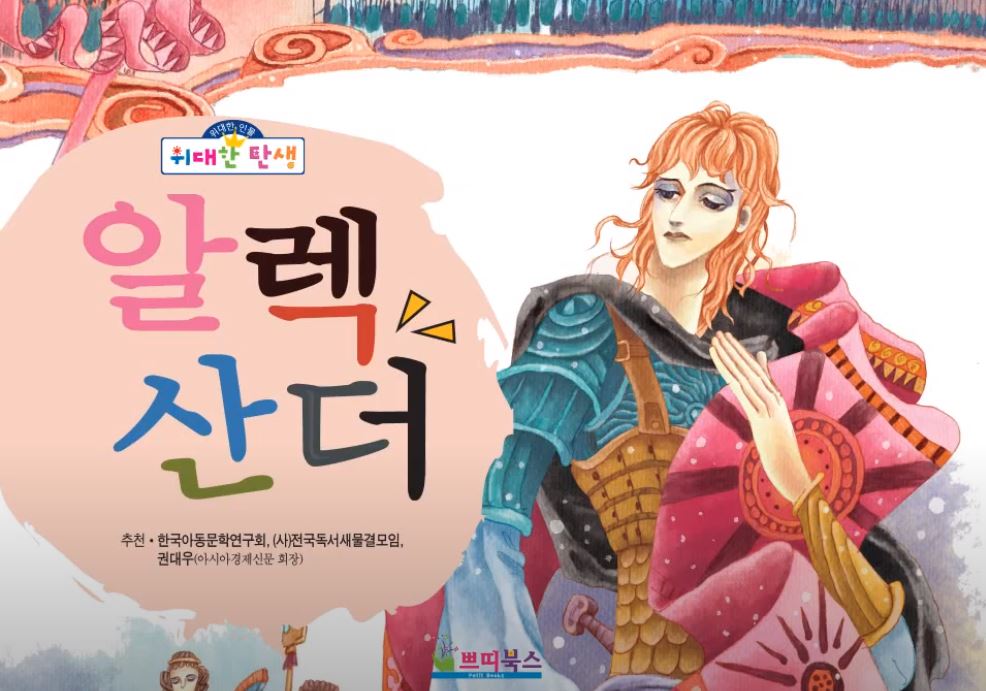 위대한 인물
위대한 탄생
알렉
산더
추천 • 한국아동문학연구회, (사)전국독서새물결모임,
권대우(아시아경제신문 회장)
쁘띠북스
Petit Books